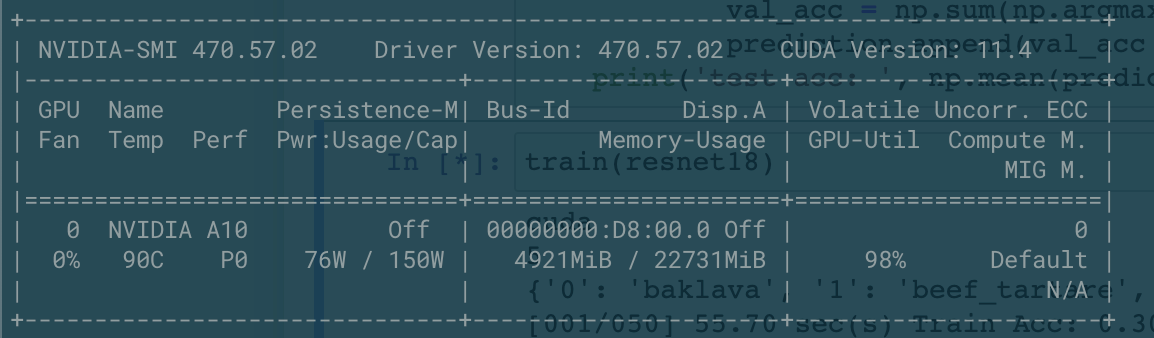 val_acc = np.sum(np.argmax
+-----------------------------------------------------------------------------+
| NVIDIA-SMI 470.57.02    Driver Version: 470.57.02    CUDA Version: 11.4     |
prediction.append(val_acc
print('test acc: ', np.mean(predic
|-------------------------------+----------------------+----------------------+
| GPU  Name        Persistence-M| Bus-Id        Disp.A | Volatile Uncorr. ECC |
| Fan  Temp  Perf  Pwr:Usage/Cap|         Memory-Usage | GPU-Util  Compute M. |
In [*]: train(resnet18)
|                               |                      |               MIG M. |
|===============================+======================+======================|
|   0  NVIDIA A10          Off  | 00000000:D8:00.0 Off |                    0 |
cuda
|  0%   90C    P0    76W / 150W |   4921MiB / 22731MiB |     98%      Default |
|                               |                      |                  N/A |
{'0': 'baklava', '1': 'beef_tartare',
+-------------------------------+----------------------+----------------------+
[001/050] 55.70 sec(s) Train Acc: 0.30